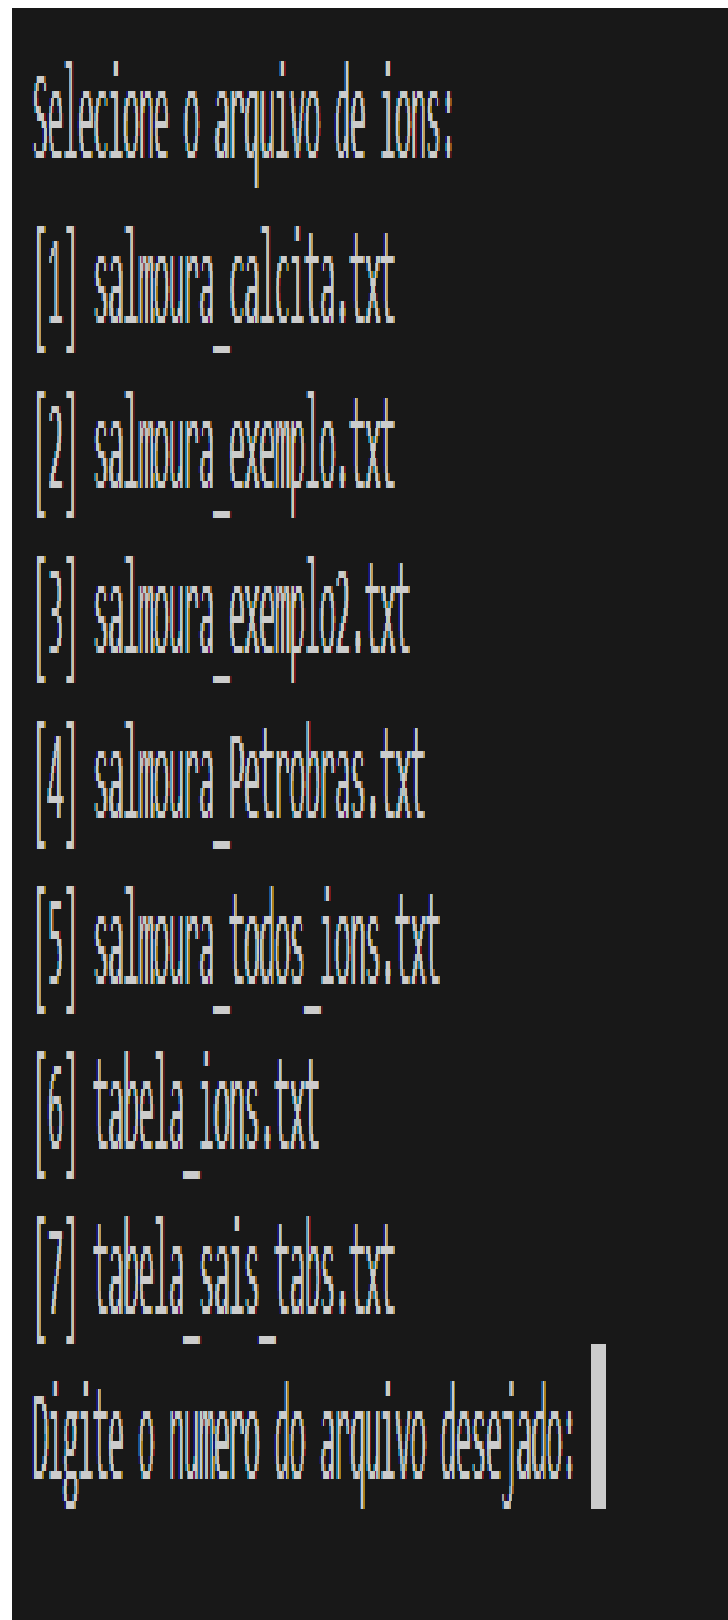 Selecione o arquivo de ions:
[1] salmoura_calcita.txt
[2] salmoura_exemplo.txt
[3] salmoura_exemplo2.txt
[4] salmoura_Petrobras.txt
[5] salmoura_todos_ions.txt
[6] tabela_ions.txt
[7] tabela_sais_tabs.txt
Digite o numero do arquivo desejado: